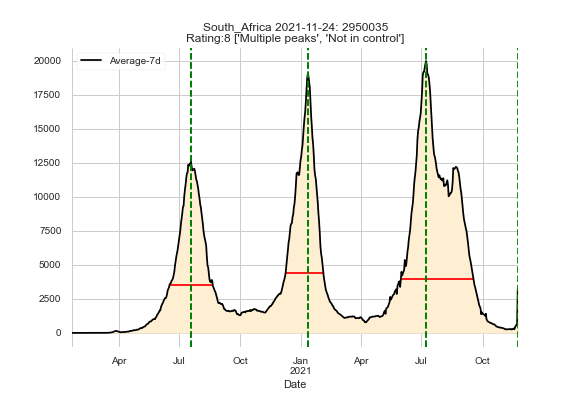 South_Africa 2021-11-24: 2950035
Rating:8 ['Multiple peaks', 'Not in control']
Average-7d
20000
17500
15000
12500
10000
7500
5000
2500
0
Apr Jul Oct Jan Apr Jul Oct
2021
Date